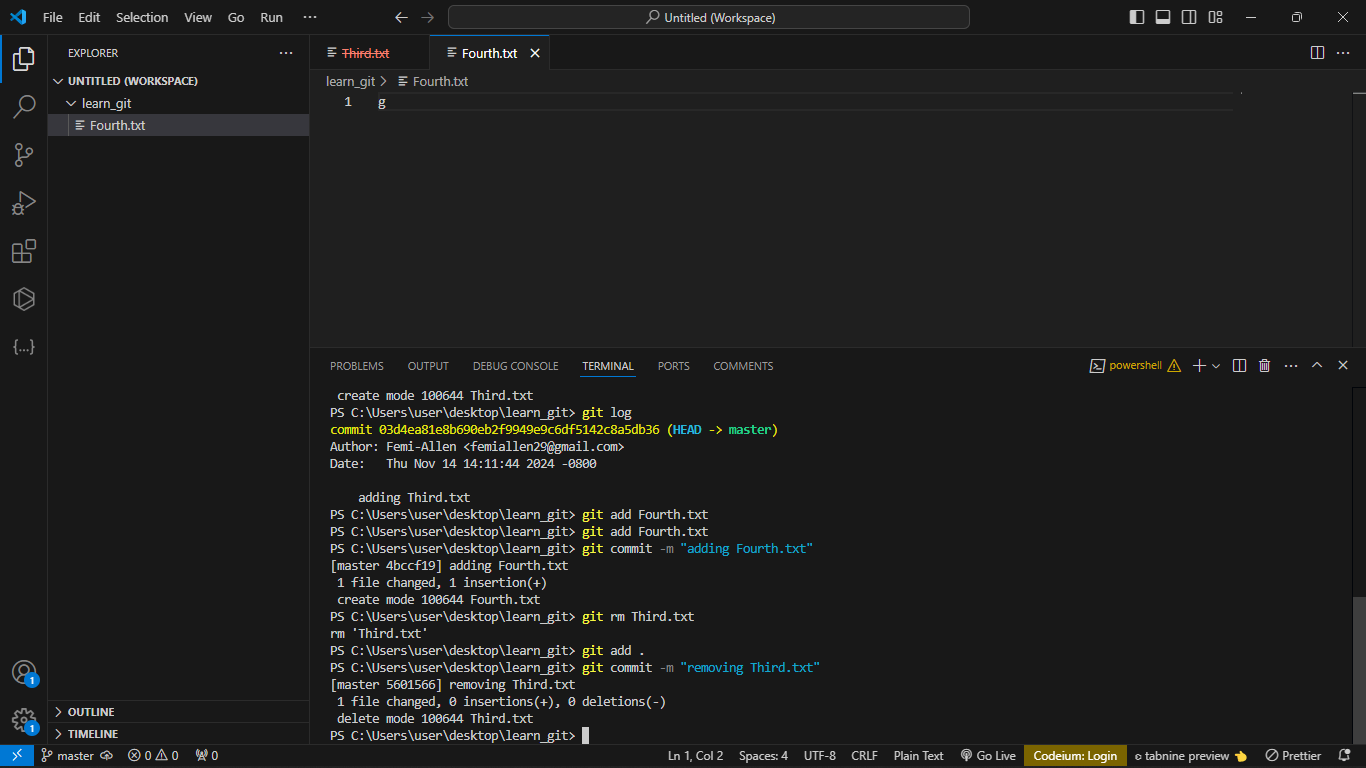 File Edit Selection View Go Run ··· Untitled (Workspace)
EXPLORER ···
UNTITLED (WORKSPACE)
learn_git
Fourth.txt
Third.txt Fourth.txt
learn_git > Fourth.txt
1 g
PROBLEMS OUTPUT DEBUG CONSOLE TERMINAL PORTS COMMENTS powershell
create mode 100644 Third.txt
PS C:\Users\user\desktop\learn_git> git log
commit 03d4ea81e8b690eb2f9949e9c6df5142c8a5db36 (HEAD -> master)
Author: Femi-Allen <femiallen29@gmail.com>
Date:   Thu Nov 14 14:11:44 2024 -0800
adding Third.txt
PS C:\Users\user\desktop\learn_git> git add Fourth.txt
PS C:\Users\user\desktop\learn_git> git add Fourth.txt
PS C:\Users\user\desktop\learn_git> git commit -m "adding Fourth.txt"
[master 4bccf19] adding Fourth.txt
1 file changed, 1 insertion(+)
create mode 100644 Fourth.txt
PS C:\Users\user\desktop\learn_git> git rm Third.txt
rm 'Third.txt'
PS C:\Users\user\desktop\learn_git> git add .
PS C:\Users\user\desktop\learn_git> git commit -m "removing Third.txt"
[master 5601566] removing Third.txt
1 file changed, 0 insertions(+), 0 deletions(-)
delete mode 100644 Third.txt
PS C:\Users\user\desktop\learn_git>
1
1
OUTLINE
TIMELINE
master 0 0 0 Ln 1, Col 2 Spaces: 4 UTF-8 CRLF Plain Text Go Live Codeium: Login tabnine preview Prettier